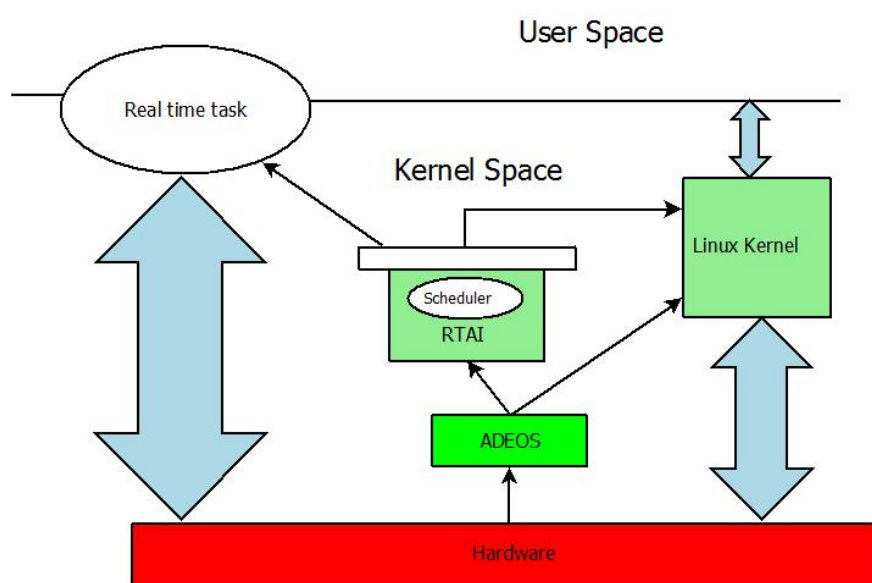 User Space
Real time task
Kernel Space
Linux Kernel
Scheduler
RTAI
ADEOS
Hardware